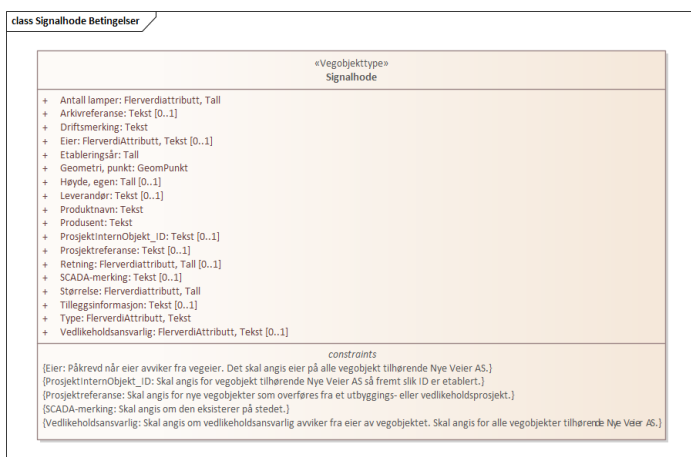 class Signalhode Betingelser
«Vegobjekttype»
Signalhode
+ Antall lamper: Flerverdiattributt, Tall
+ Arkivreferanse: Tekst [0..1]
+ Driftsmerking: Tekst
+ Eier: FlerverdiAttributt, Tekst [0..1]
+ Etableringsår: Tall
+ Geometri, punkt: GeomPunkt
+ Høyde, egen: Tall [0..1]
+ Leverandør: Tekst [0..1]
+ Produktnavn: Tekst
+ Produsent: Tekst
+ ProsjektInternObjekt_ID: Tekst [0..1]
+ Prosjektreferanse: Tekst [0..1]
+ Retning: Flerverdiattributt, Tall [0..1]
+ SCADA-merking: Tekst [0..1]
+ Størrelse: Flerverdiattributt, Tall
+ Tilleggsinformasjon: Tekst [0..1]
+ Type: FlerverdiAttributt, Tekst
+ Vedlikeholdsansvarlig: FlerverdiAttributt, Tekst [0..1]
constraints
{Eier: Påkrevd når eier avviker fra vegeier. Det skal angis eier på alle vegobjekt tilhørende Nye Veier AS.}
{ProsjektInternObjekt_ID: Skal angis for vegobjekt tilhørende Nye Veier AS så fremt slik ID er etablert.}
{Prosjektreferanse: Skal angis for nye vegobjekter som overføres fra et utbyggings- eller vedlikeholdsprosjekt.}
{SCADA-merking: Skal angis om den eksisterer på stedet.}
{Vedlikeholdsansvarlig: Skal angis om vedlikeholdsansvarlig avviker fra eier av vegobjektet. Skal angis for alle vegobjekter tilhørende Nye Veier AS.}